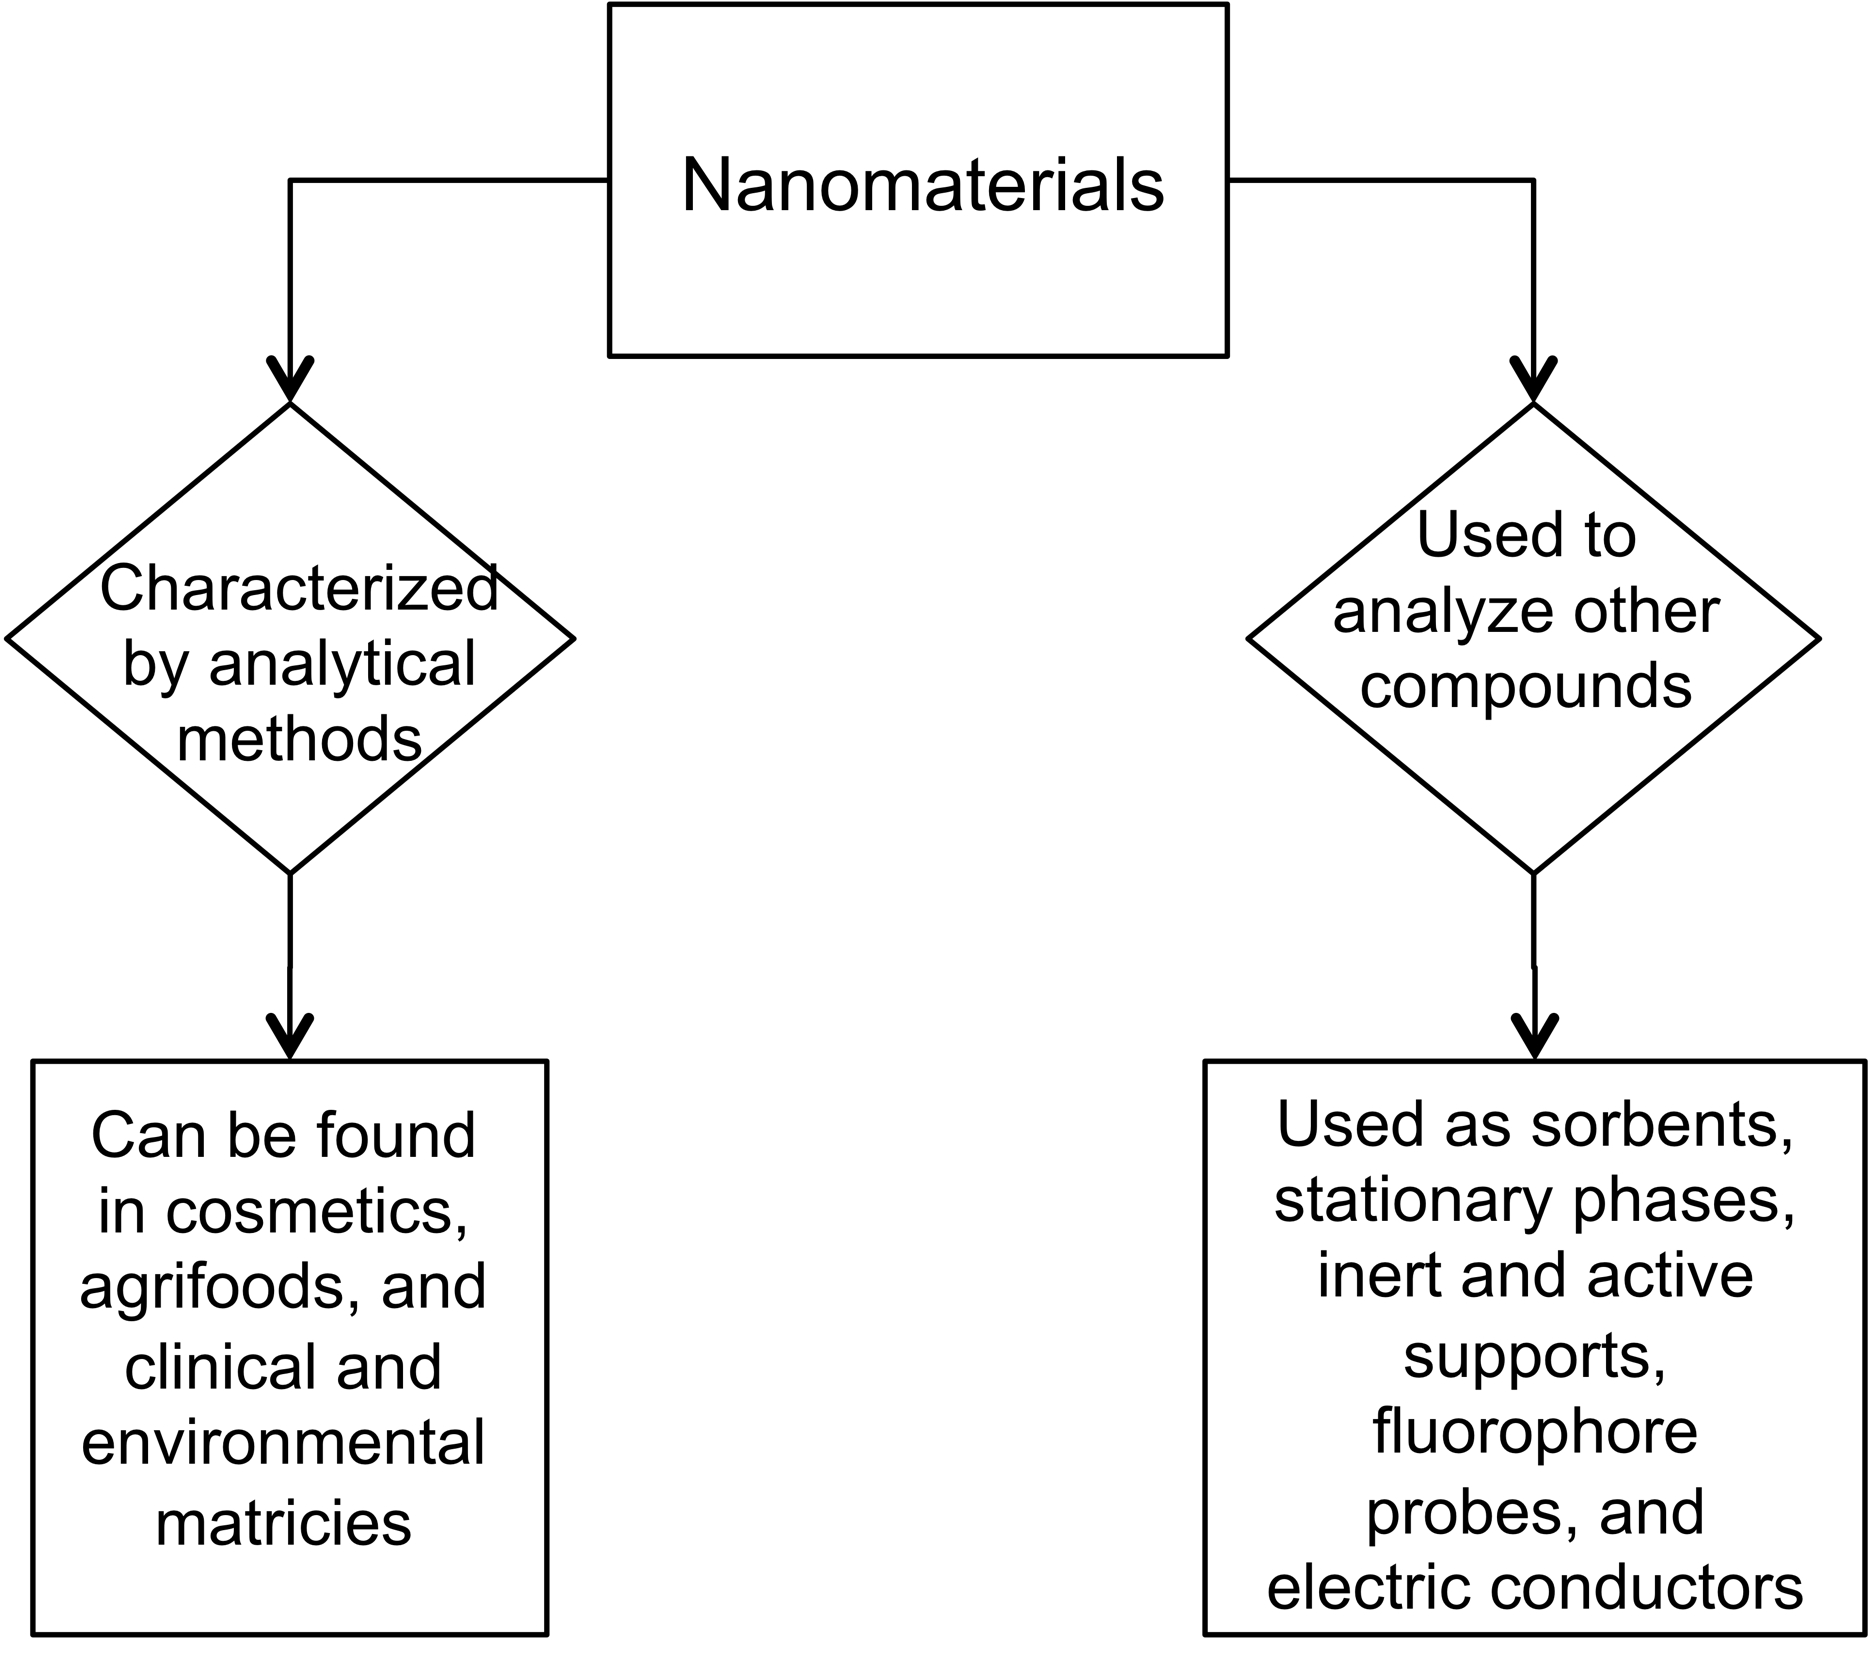 Nanomaterials
Characterized
by analytical
methods
Used to
analyze other
compounds
Can be found
in cosmetics,
agrifoods, and
clinical and
environmental
matricies
Used as sorbents,
stationary phases,
inert and active
supports,
fluorophore
probes, and
electric conductors